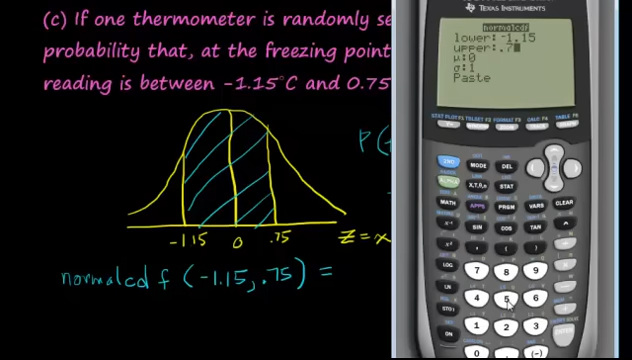 (c) If one thermometer is randomly se
probability that, at the freezing point
reading is between -1.15°C and 0.75
P(
-1.15 0 .75 Z = x
normalcdf (-1.15, .75) =
TEXAS INSTRUMENTS
normalcdf
lower: -1.15
upper: .7
μ:0
σ:1
Paste
STAT PLOT F1 TBLSET F2 FORMAT F3 CALC F4 TABLE F5
2ND MODE DEL
ALPHA X,T,θ,n STAT
MATH APPS PRGM VARS CLEAR
x⁻¹ SIN COS TAN ^
x² , ( )
LOG 7 8 9
LN 4 5 6
STO› 1 2 3
ON 0 . (-) ENTER